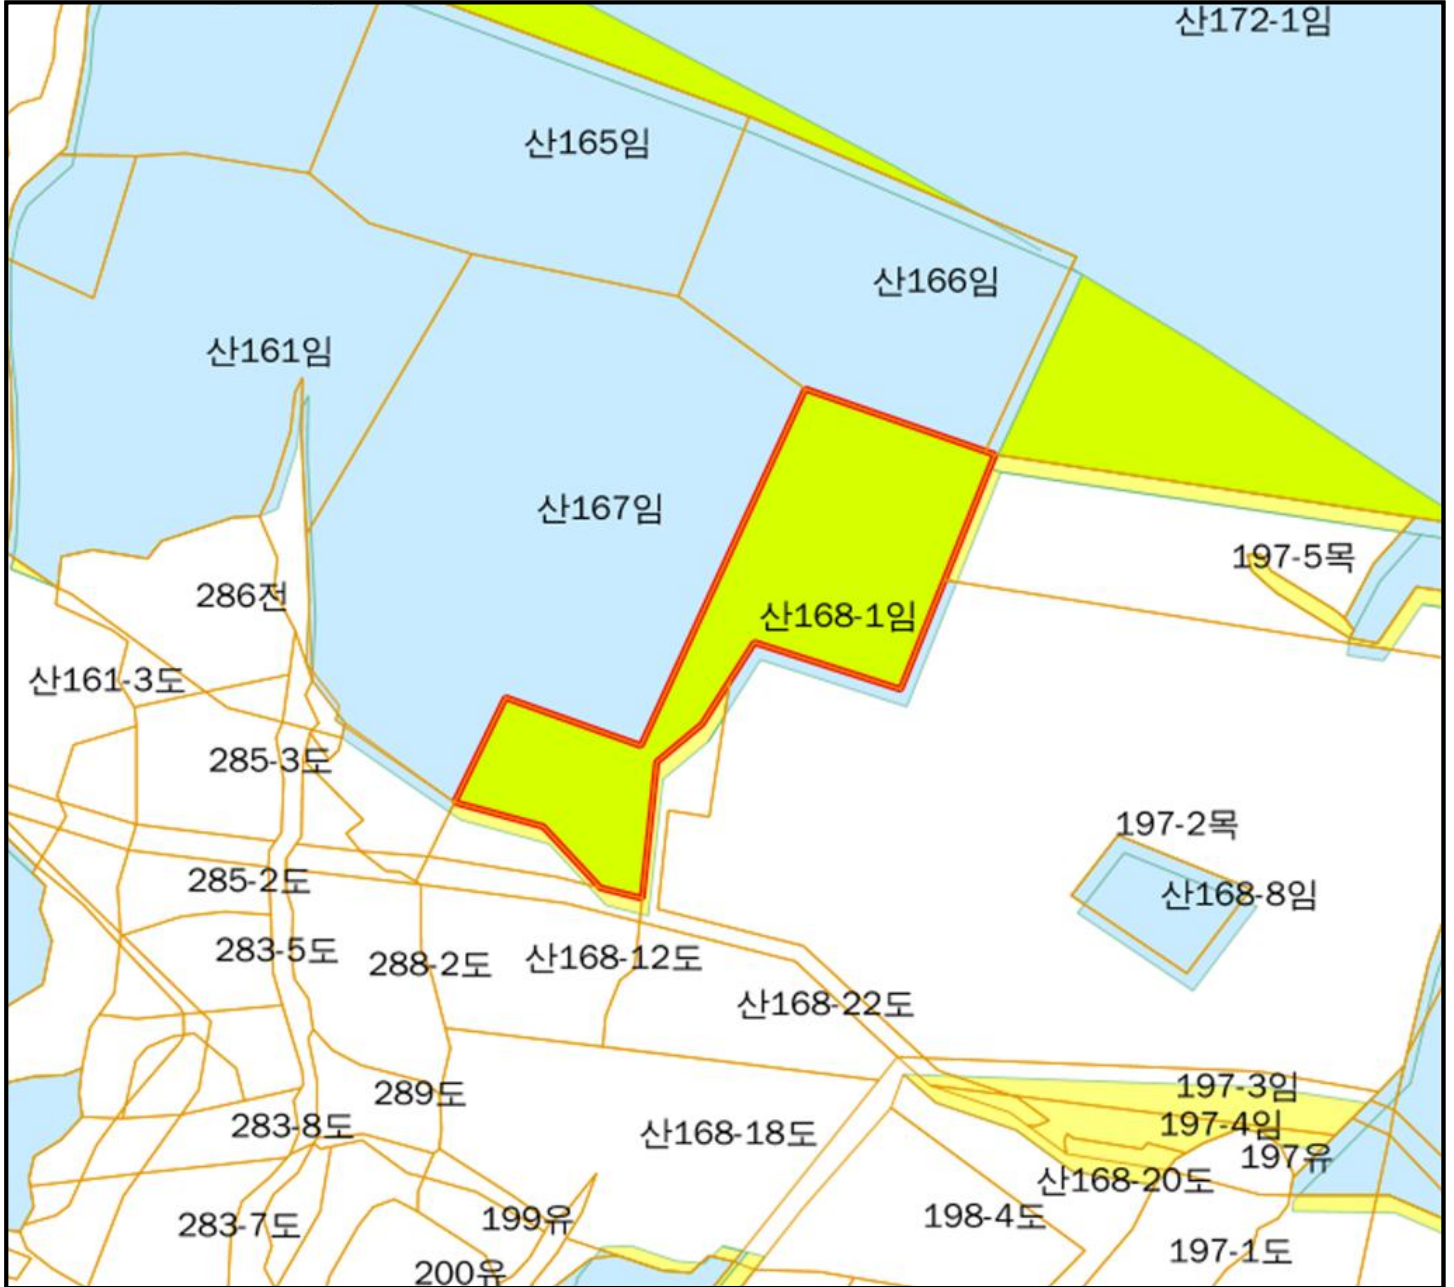 산172-1임
산165임
산166임
산161임
산167임
197-5목
286전
산168-1임
산161-3도
285-3도
197-2목
285-2도
산168-8임
283-5도
288-2도
산168-12도
산168-22도
197-3임
289도
283-8도
산168-18도
197-4임
197유
산168-20도
283-7도
199유
198-4도
197-1도
200유